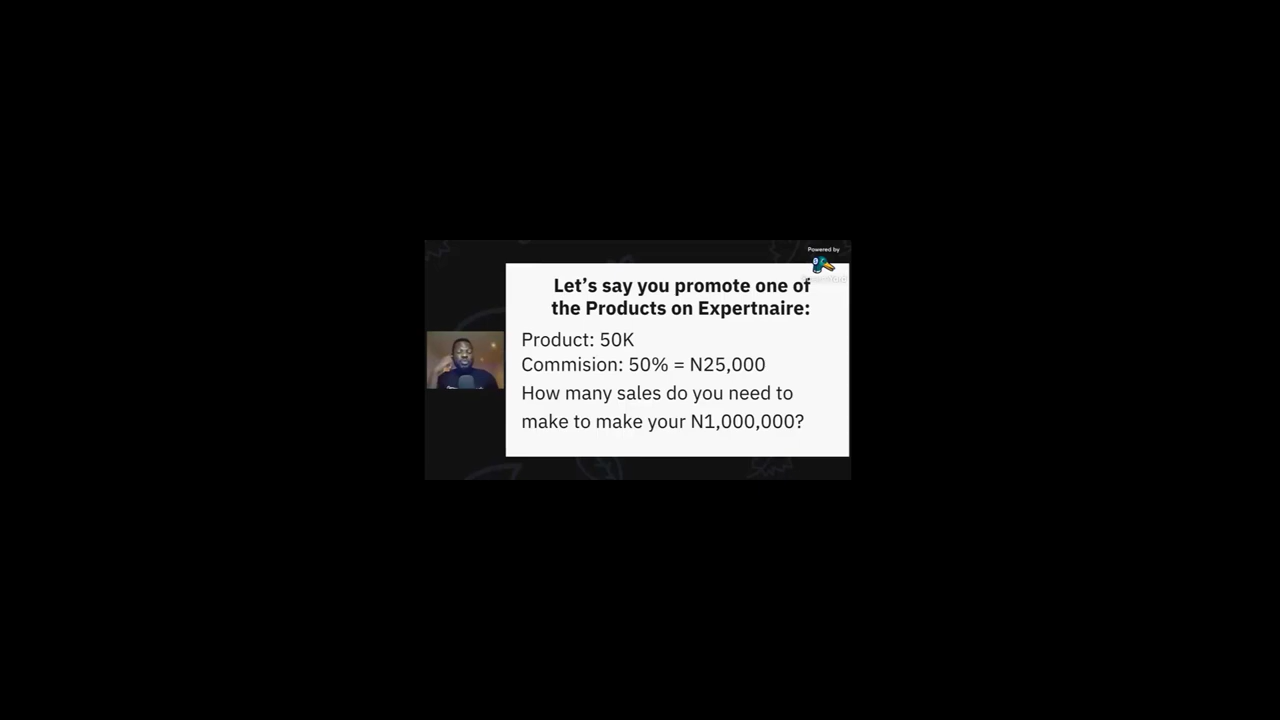 Powered by
Let's say you promote one of
the Products on Expertnaire:
Product: 50K
Commision: 50% = N25,000
How many sales do you need to
make to make your N1,000,000?